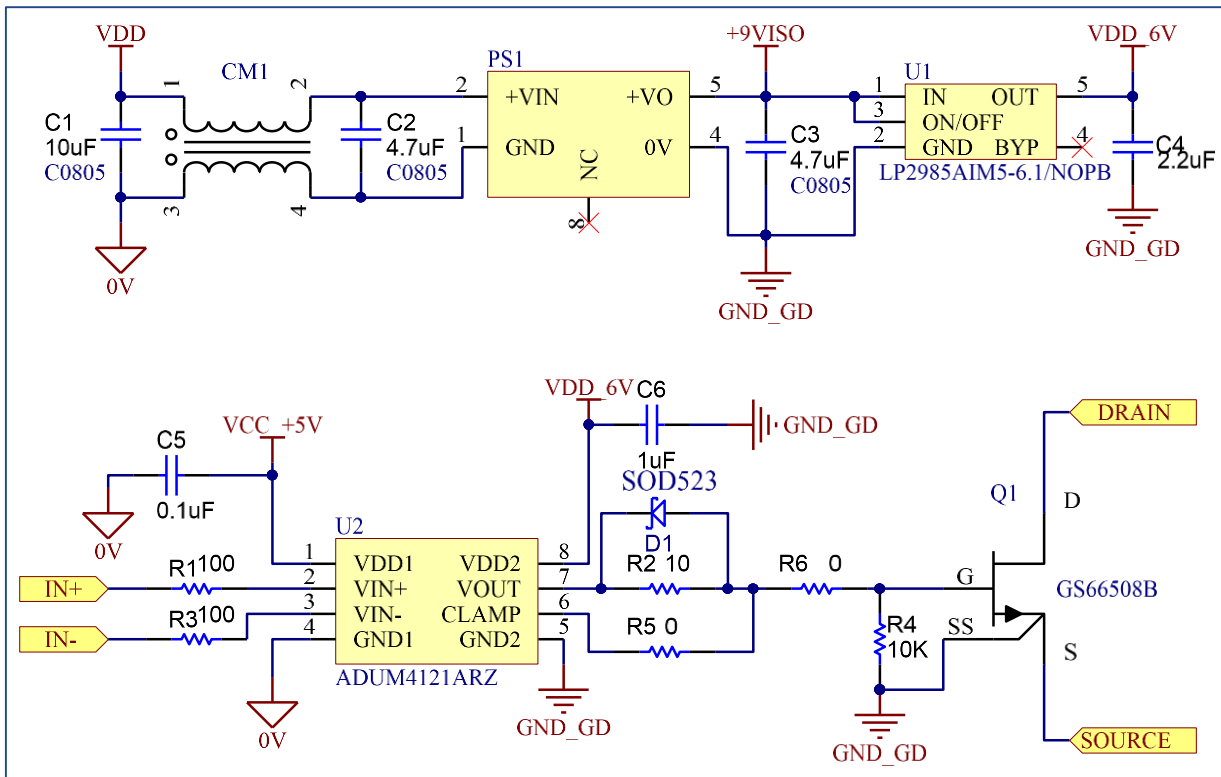 VDD
+9VISO
VDD_6V
CM1
PS1
U1
1
2
2
+VIN
+VO
5
1
IN
OUT
5
3
ON/OFF
C1
10uF
C0805
C2
4.7uF
C0805
1
GND
0V
4
C3
4.7uF
C0805
2
GND
BYP
4
C4
2.2uF
NC
LP2985AIM5-6.1/NOPB
3
4
8
0V
GND_GD
GND_GD
VDD_6V
C6
1uF
GND_GD
DRAIN
VCC_+5V
C5
0.1uF
SOD523
D1
Q1
D
0V
U2
1
VDD1
VDD2
8
IN+
R1
100
2
VIN+
VOUT
7
R2
10
R6
0
G
GS66508B
IN-
R3
100
3
VIN-
CLAMP
6
4
GND1
GND2
5
R5
0
R4
10K
SS
S
ADUM4121ARZ
0V
GND_GD
GND_GD
SOURCE